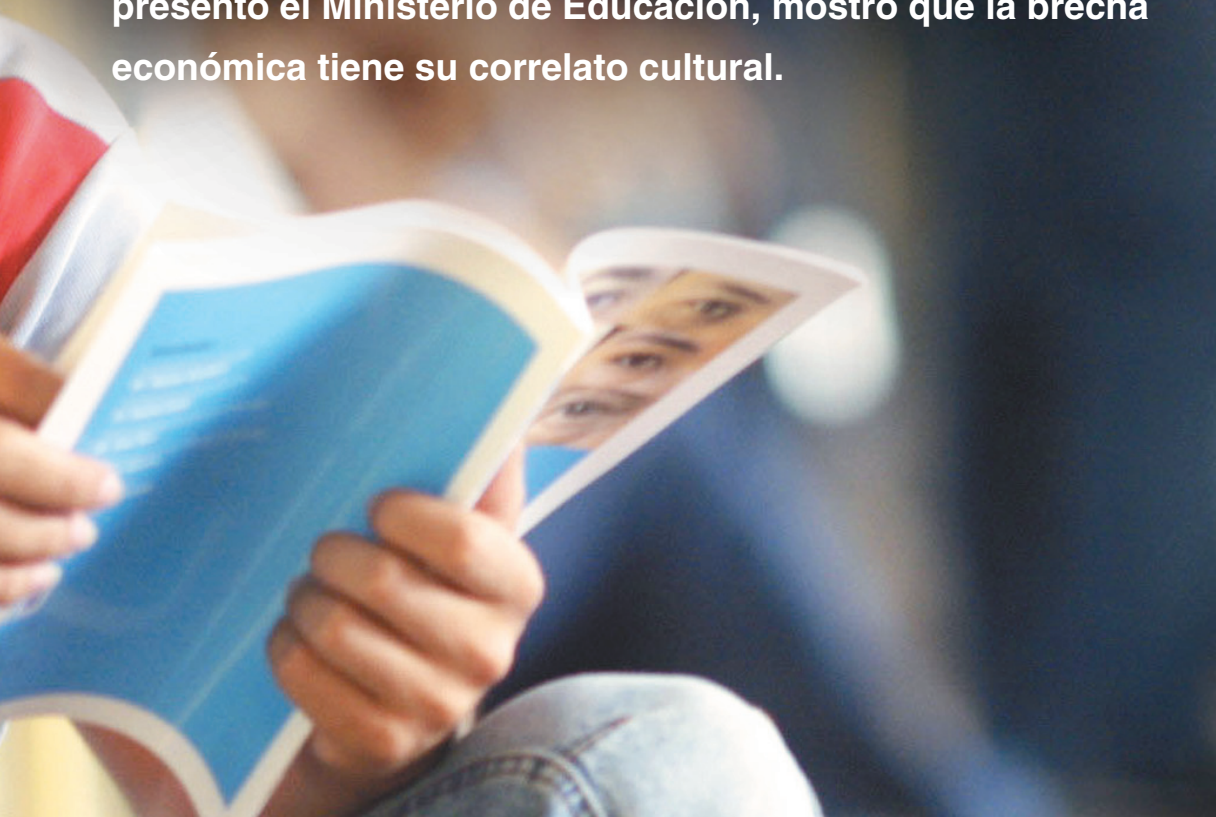 presentó el Ministerio de Educación, mostró que la brecha
económica tiene su correlato cultural.